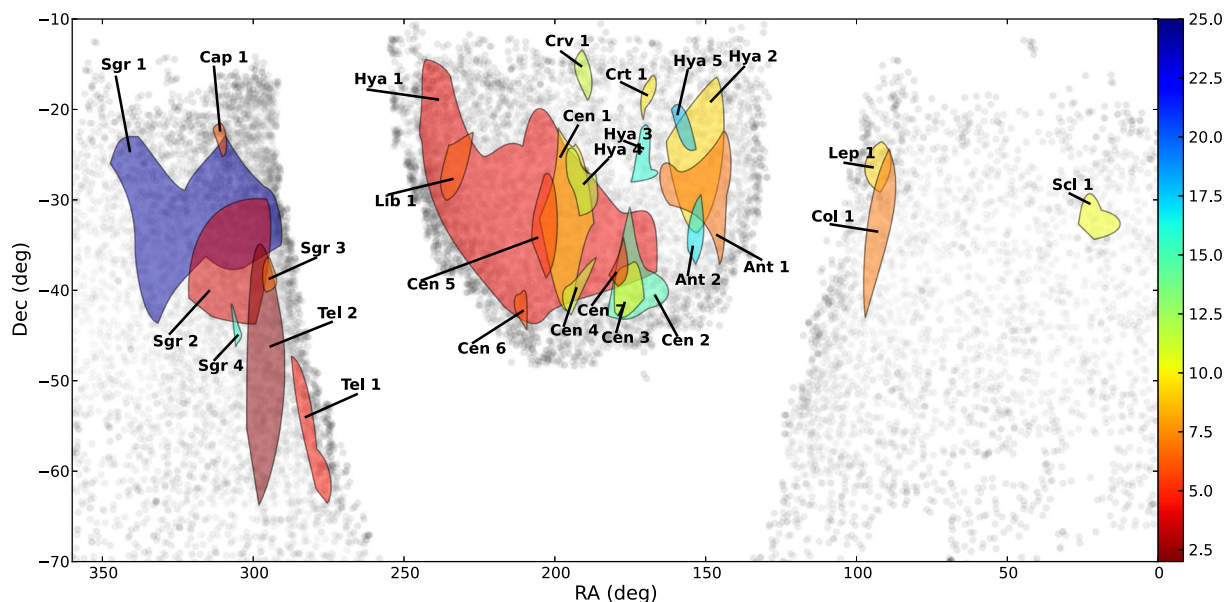 −10
25.0
Crv 1
Cap 1
Sgr 1
Hya 5
Hya 2
Hya 1
Crt 1
22.5
−20
Cen 1
20.0
Hya 3
Hya 4
Lep 1
17.5
Scl 1
Lib 1
−30
Col 1
15.0
Sgr 3
Dec (deg)
Ant 1
Ant 2
Cen 5
12.5
−40
Cen 7
Tel 2
Cen 4
Cen 3
Cen 2
Sgr 2
Cen 6
10.0
Sgr 4
−50
Tel 1
7.5
−60
5.0
2.5
−70
350
300
250
200
150
100
50
0
RA (deg)